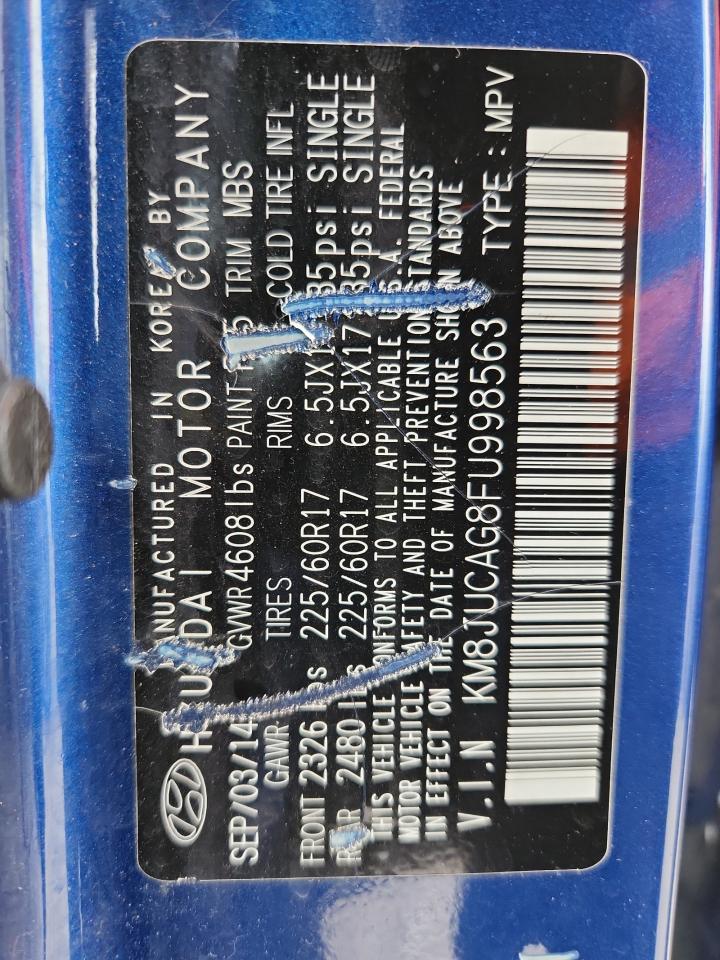 MANUFACTURED IN KOREA BY
HYUNDAI MOTOR COMPANY
SEP/03/14 GVWR4608lbs PAINT TRIM MBS
GAWR TIRES RIMS COLD TIRE INFL
FRONT 2326 lbs 225/60R17 6.5JX17 35psi SINGLE
REAR 2480 lbs 225/60R17 6.5JX17 35psi SINGLE
THIS VEHICLE CONFORMS TO ALL APPLICABLE U.S.A. FEDERAL
MOTOR VEHICLE SAFETY AND THEFT PREVENTION STANDARDS
IN EFFECT ON THE DATE OF MANUFACTURE SHOWN ABOVE
V.I.N KM8JUCAG8FU998563 TYPE : MPV